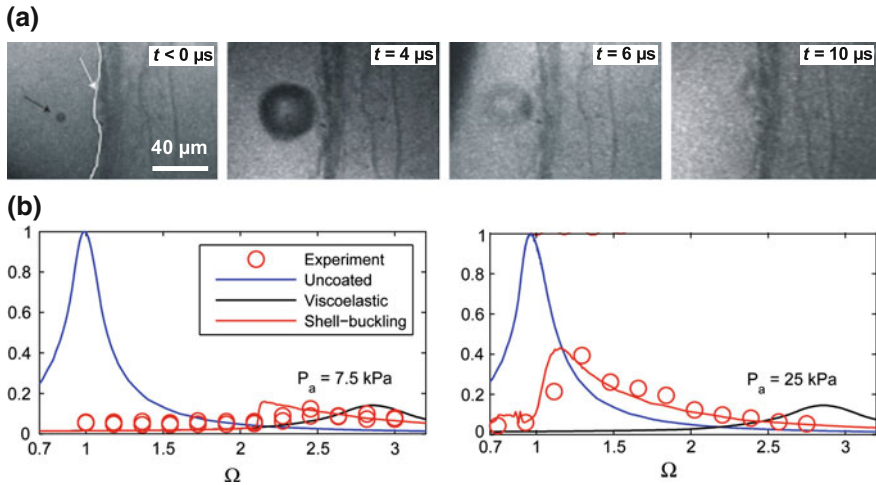 (a)
t < 0 µs
t = 4 µs
t = 6 µs
t = 10 µs
40 µm
(b)
1
0.8
0.6
0.4
0.2
0
0.7
1
1.5
2
2.5
3
Ω
Experiment
Uncoated
Viscoelastic
Shell−buckling
P_a = 7.5 kPa
1
0.8
0.6
0.4
0.2
0
0.7
1
1.5
2
2.5
3
Ω
P_a = 25 kPa